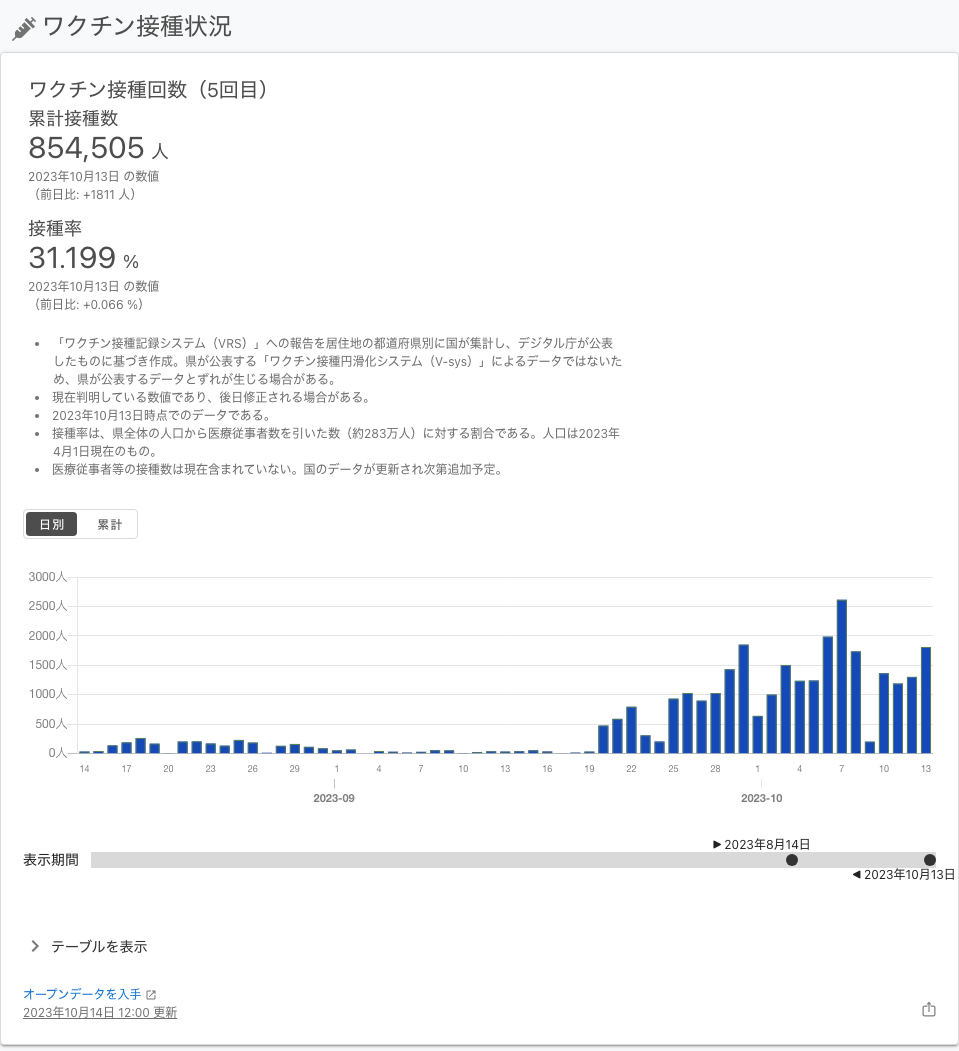 ワクチン接種状況
ワクチン接種回数（5回目）
累計接種数
854,505 人
2023年10月13日 の数値
（前日比: +1811 人）
接種率
31.199 %
2023年10月13日 の数値
（前日比: +0.066 %）
「ワクチン接種記録システム（VRS）」への報告を居住地の都道府県別に国が集計し、デジタル庁が公表
したものに基づき作成。県が公表する「ワクチン接種円滑化システム（V-sys）」によるデータではないた
め、県が公表するデータとずれが生じる場合がある。
現在判明している数値であり、後日修正される場合がある。
2023年10月13日時点でのデータである。
接種率は、県全体の人口から医療従事者数を引いた数（約283万人）に対する割合である。人口は2023年
4月1日現在のもの。
医療従事者等の接種数は現在含まれていない。国のデータが更新され次第追加予定。
日別 累計
3000人
2500人
2000人
1500人
1000人
500人
0人
14 17 20 23 26 29 1 4 7 10 13 16 19 22 25 28 1 4 7 10 13
2023-09 2023-10
2023年8月14日
表示期間
2023年10月13日
テーブルを表示
オープンデータを入手
2023年10月14日 12:00 更新